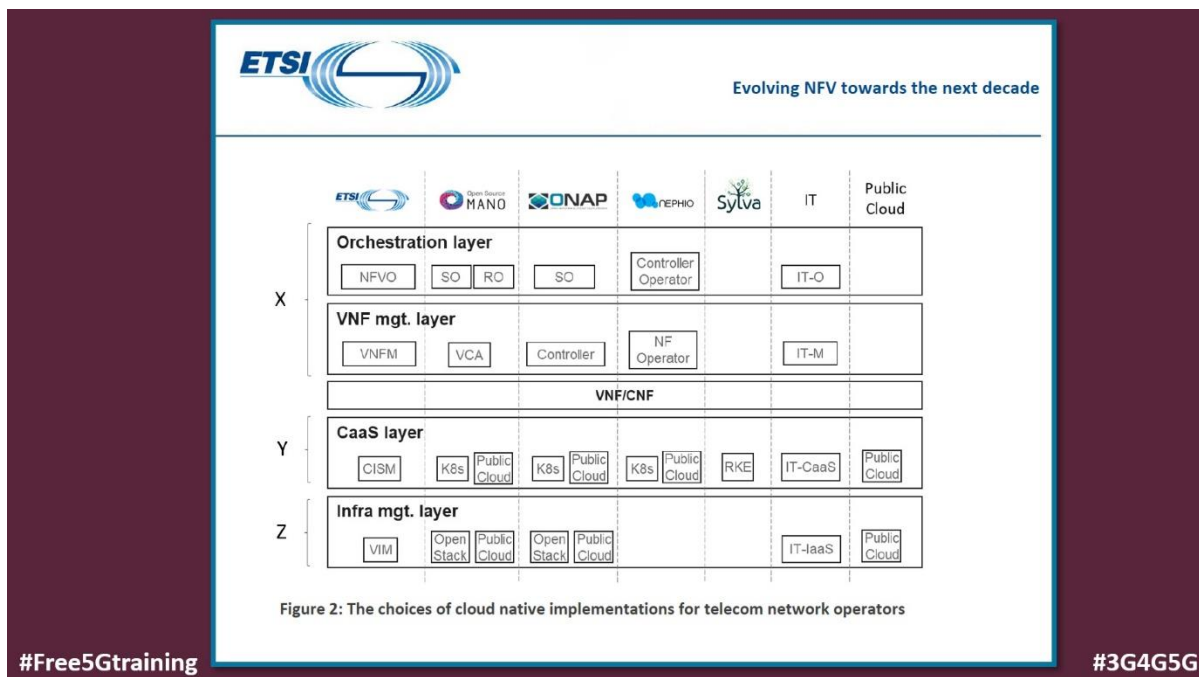 ETSI
Evolving NFV towards the next decade
ETSI Open Source MANO ONAP NEPHIO Sylva IT Public Cloud
X
Orchestration layer
NFVO SO RO SO Controller Operator IT-O
VNF mgt. layer
VNFM VCA Controller NF Operator IT-M
VNF/CNF
Y
CaaS layer
CISM K8s Public Cloud K8s Public Cloud K8s Public Cloud RKE IT-CaaS Public Cloud
Z
Infra mgt. layer
VIM Open Stack Public Cloud Open Stack Public Cloud IT-IaaS Public Cloud
Figure 2: The choices of cloud native implementations for telecom network operators
#Free5Gtraining
#3G4G5G